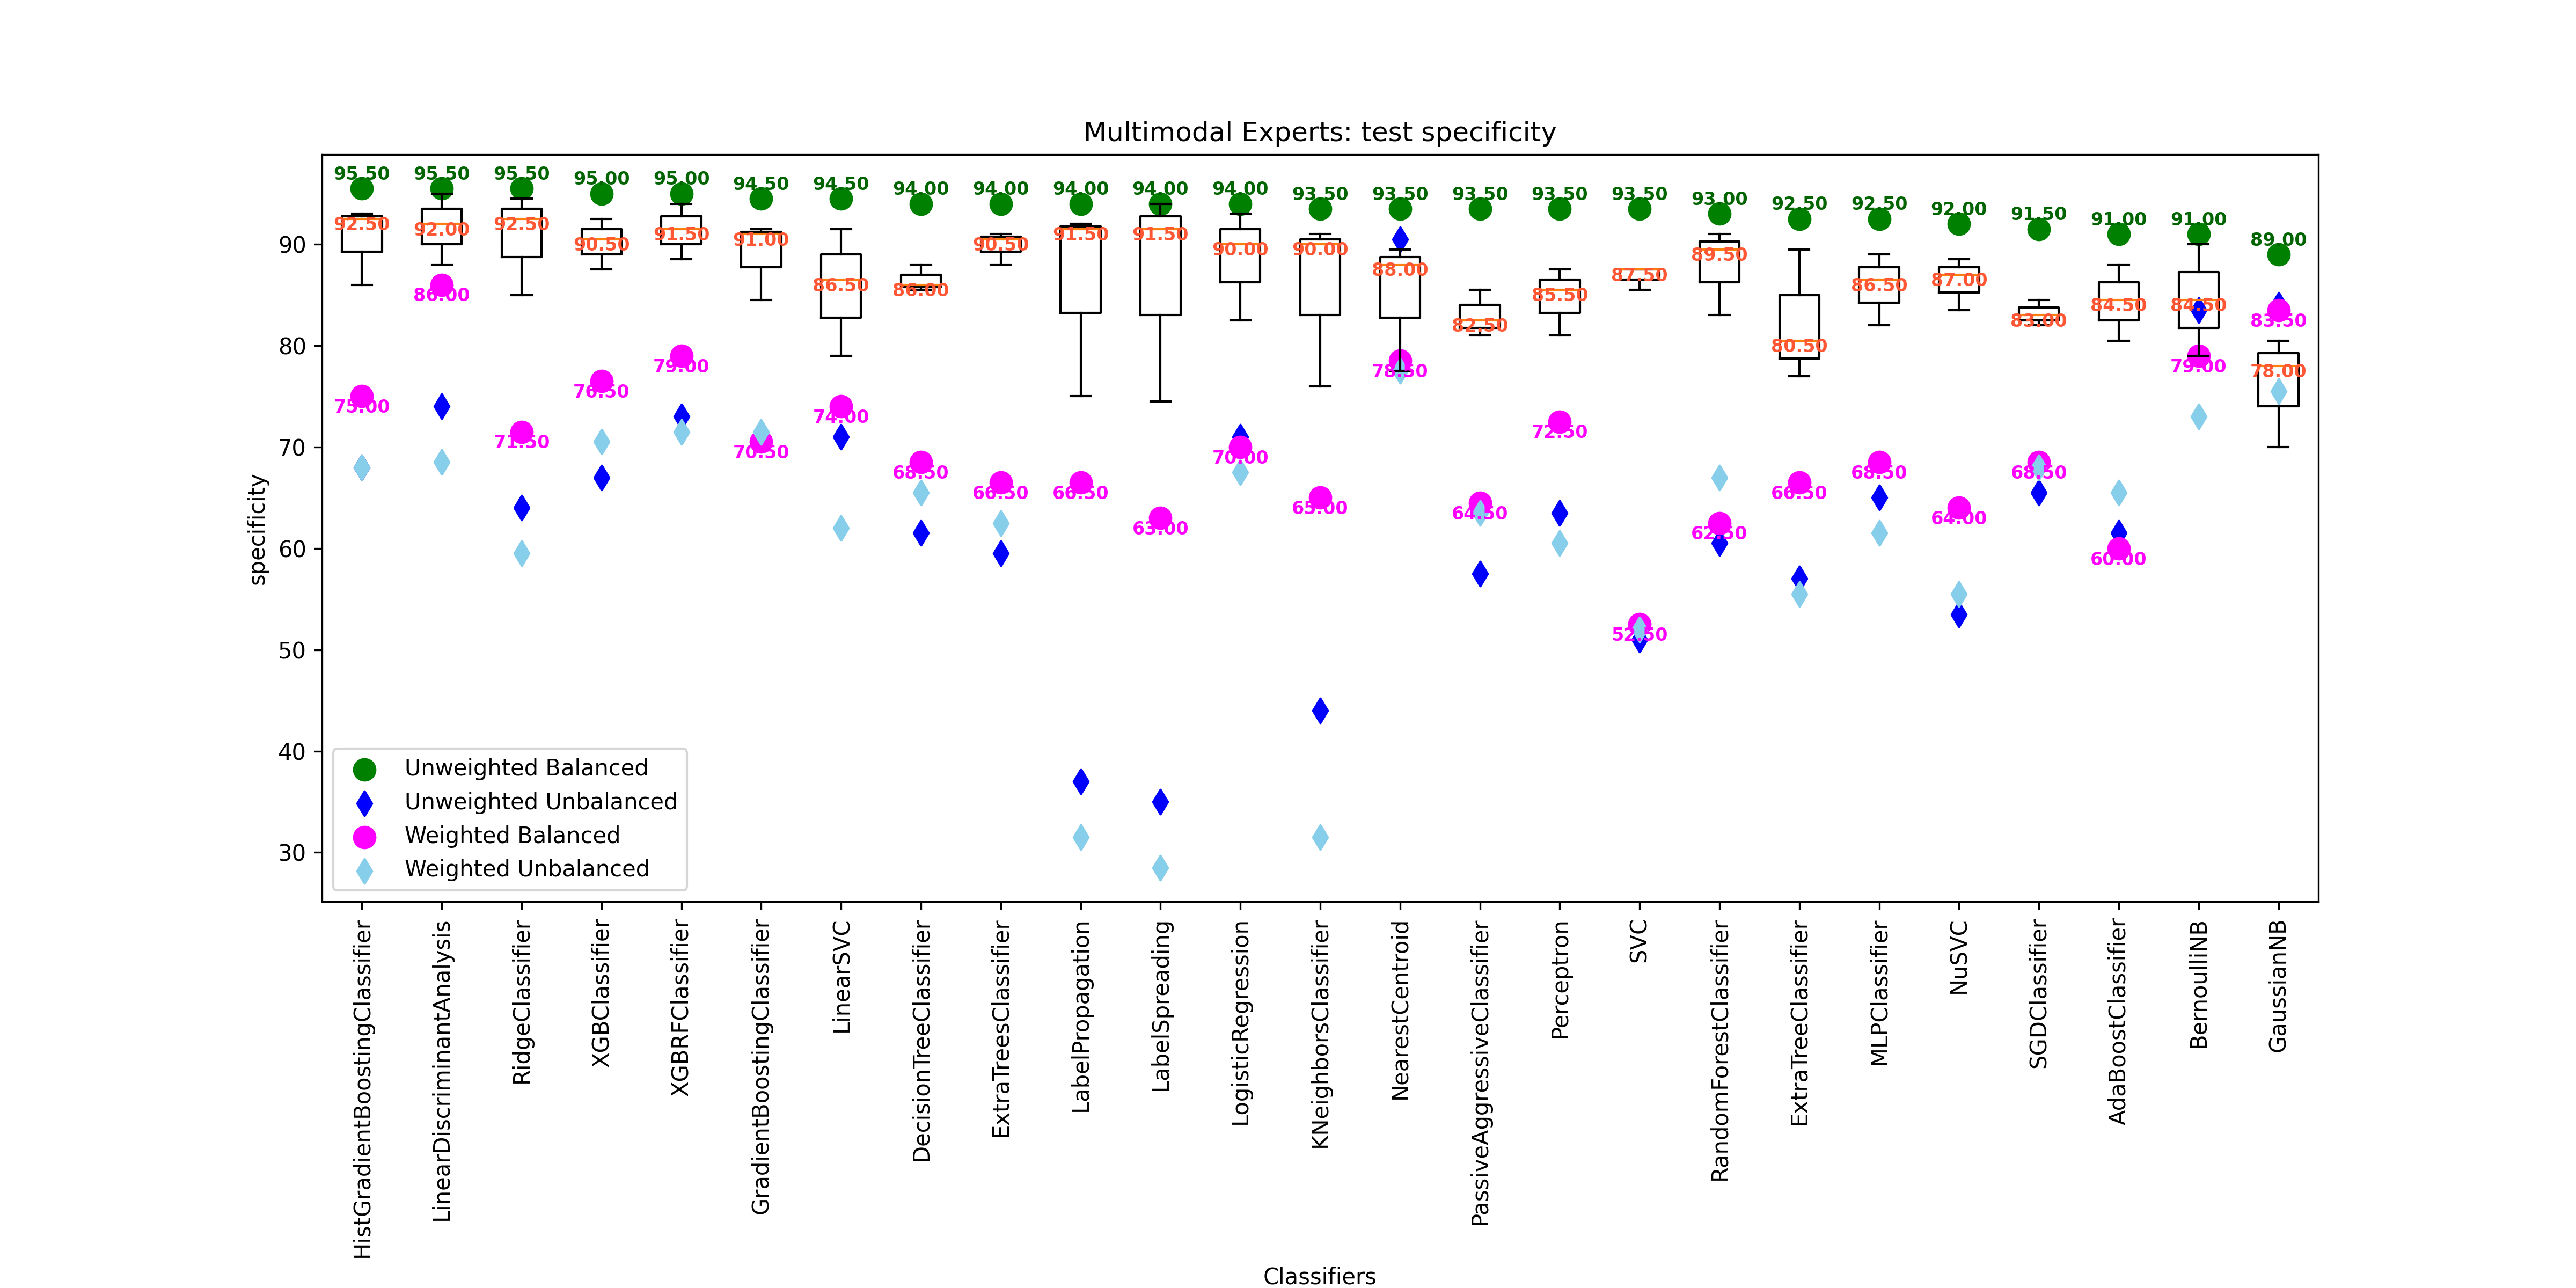 Multimodal Experts: test specificity
95.50 95.50 95.50 95.00 95.00 94.50 94.50 94.00 94.00 94.00 94.00 94.00 93.50 93.50 93.50 93.50 93.50 93.00 92.50 92.50 92.00 91.50 91.00 91.00 89.00
92.50 92.00 92.50 90.50 91.50 91.00 86.50 86.00 90.50 91.50 91.50 90.00 90.00 88.00 82.50 85.50 87.50 89.50 80.50 86.50 87.00 83.00 84.50 84.50 78.00
75.00 86.00 71.50 76.50 79.00 70.50 74.00 68.50 66.50 66.50 63.00 70.00 65.00 78.50 64.50 72.50 52.50 62.50 66.50 68.50 64.00 68.50 60.00 79.00 83.50
90
80
70
60
50
40
30
specificity
Unweighted Balanced
Unweighted Unbalanced
Weighted Balanced
Weighted Unbalanced
HistGradientBoostingClassifier
LinearDiscriminantAnalysis
RidgeClassifier
XGBClassifier
XGBRFClassifier
GradientBoostingClassifier
LinearSVC
DecisionTreeClassifier
ExtraTreesClassifier
LabelPropagation
LabelSpreading
LogisticRegression
KNeighborsClassifier
NearestCentroid
PassiveAggressiveClassifier
Perceptron
SVC
RandomForestClassifier
ExtraTreeClassifier
MLPClassifier
NuSVC
SGDClassifier
AdaBoostClassifier
BernoulliNB
GaussianNB
Classifiers